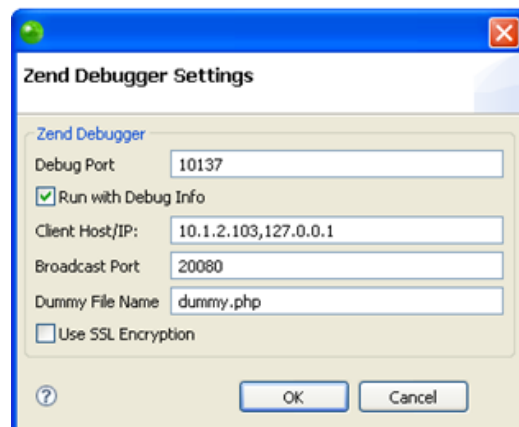 Zend Debugger Settings
Zend Debugger
Debug Port 10137
Run with Debug Info
Client Host/IP: 10.1.2.103,127.0.0.1
Broadcast Port 20080
Dummy File Name dummy.php
Use SSL Encryption
? OK Cancel